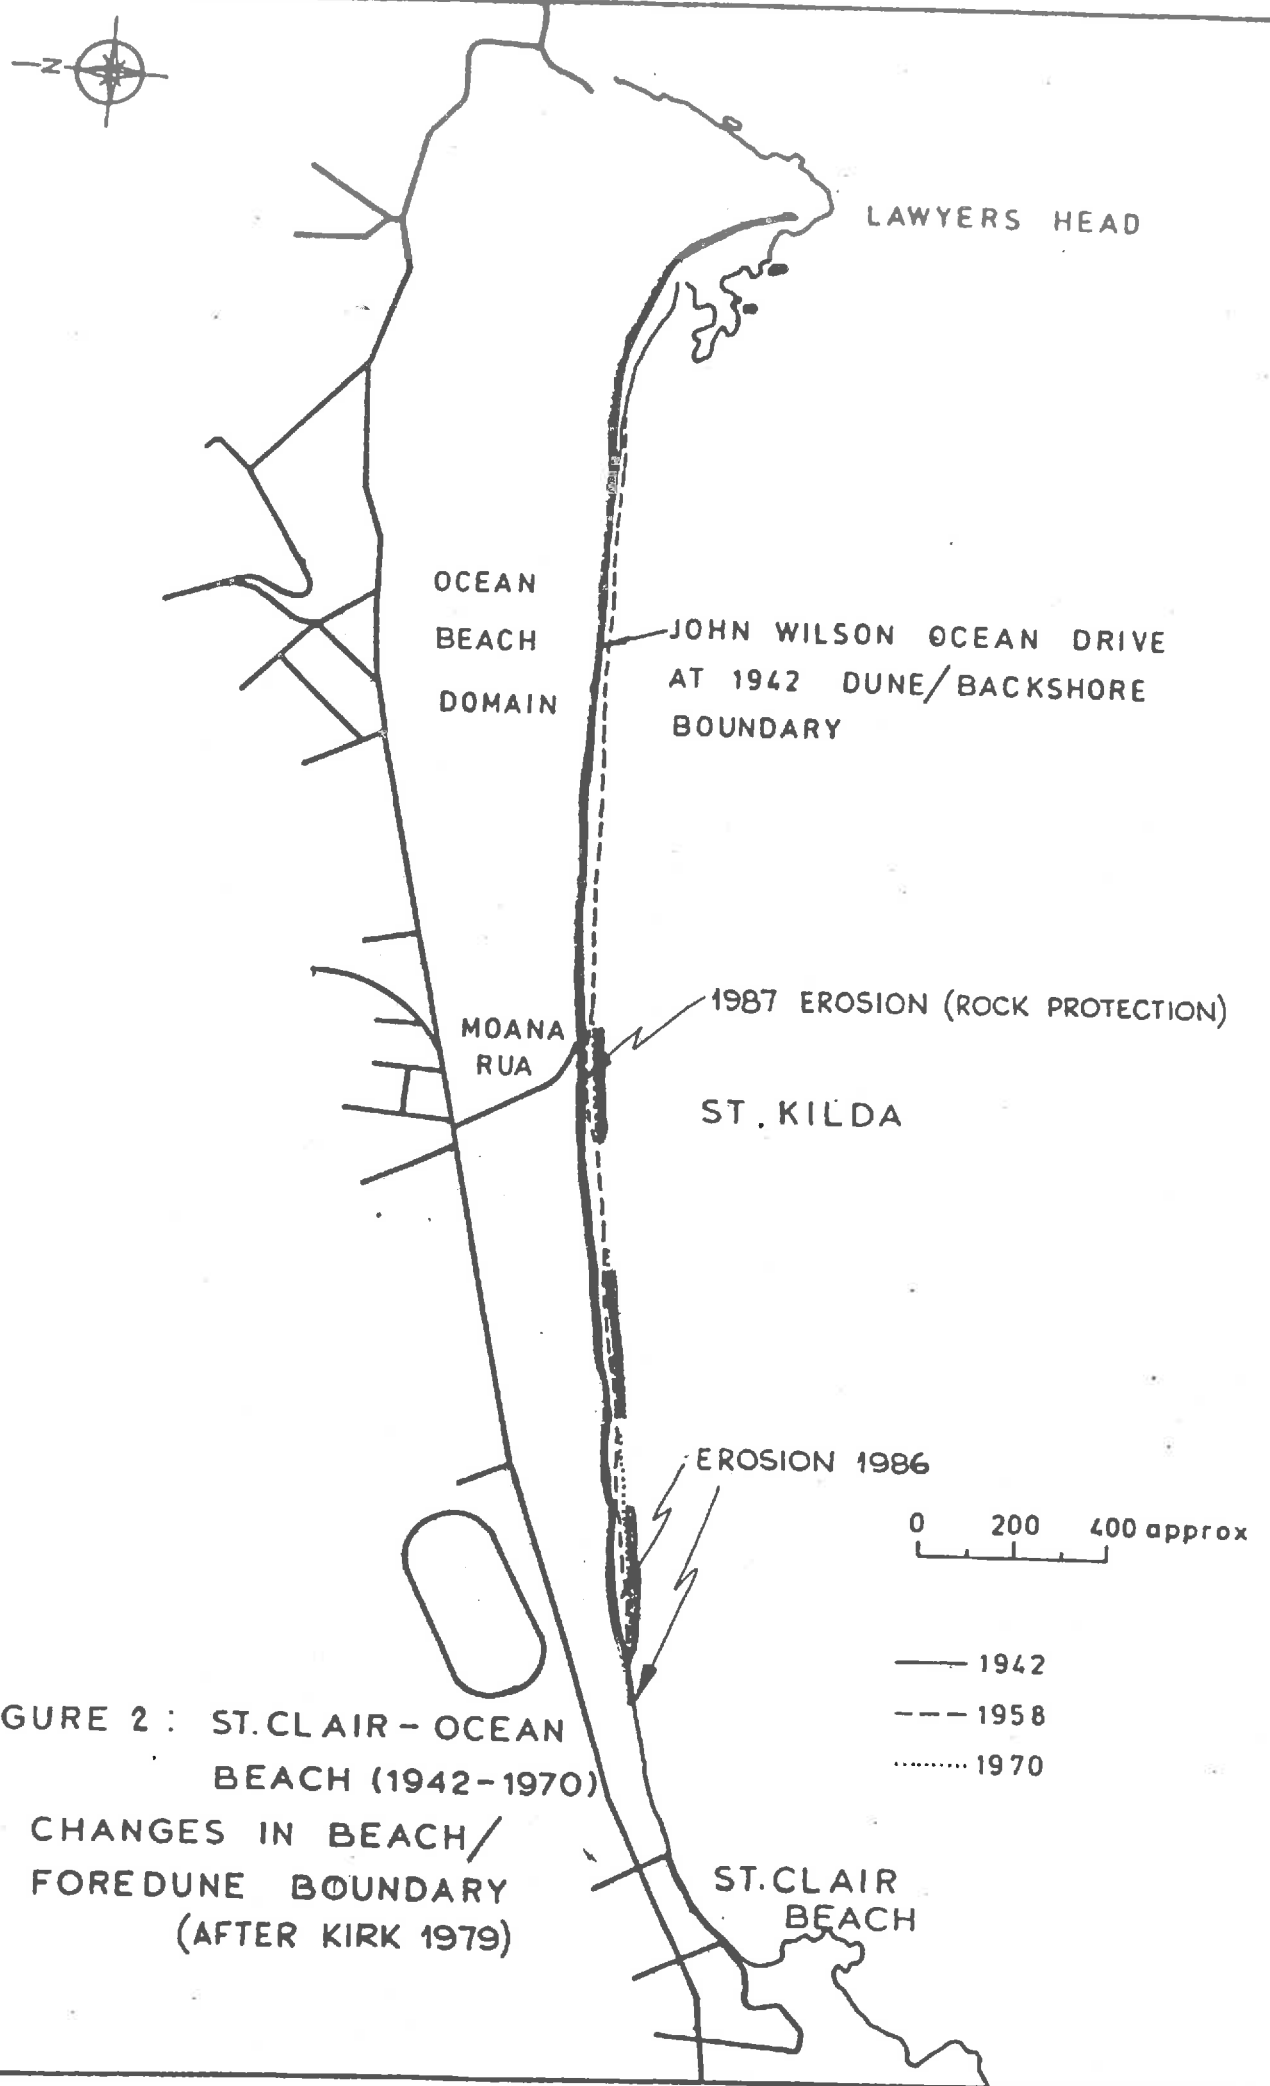 N
LAWYERS HEAD
OCEAN
BEACH
DOMAIN
JOHN WILSON OCEAN DRIVE
AT 1942 DUNE/BACKSHORE
BOUNDARY
1987 EROSION (ROCK PROTECTION)
MOANA
RUA
ST. KILDA
EROSION 1986
0 200 400 approx
1942
1958
1970
GURE 2: ST. CLAIR - OCEAN
BEACH (1942-1970)
CHANGES IN BEACH/
FOREDUNE BOUNDARY
(AFTER KIRK 1979)
ST. CLAIR
BEACH